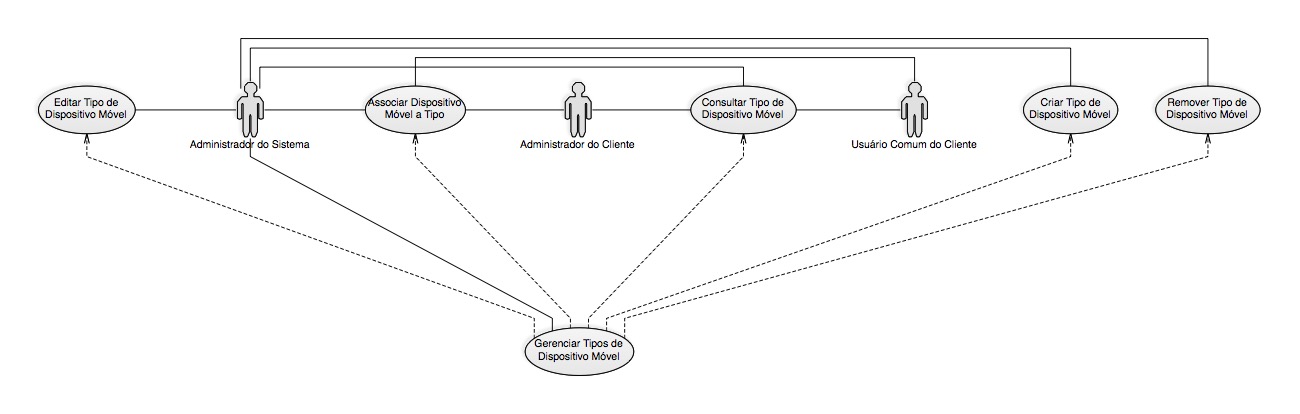 Editar Tipo de
Dispositivo Móvel
Administrador do Sistema
Associar Dispositivo
Móvel a Tipo
Administrador do Cliente
Consultar Tipo de
Dispositivo Móvel
Usuário Comum do Cliente
Criar Tipo de
Dispositivo Móvel
Remover Tipo de
Dispositivo Móvel
Gerenciar Tipos de
Dispositivo Móvel